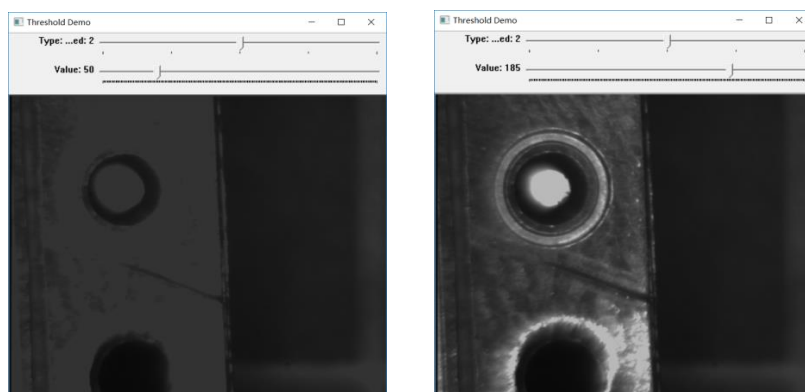 Threshold Demo
Type: ...ed: 2
Value: 50
Threshold Demo
Type: ...ed: 2
Value: 185